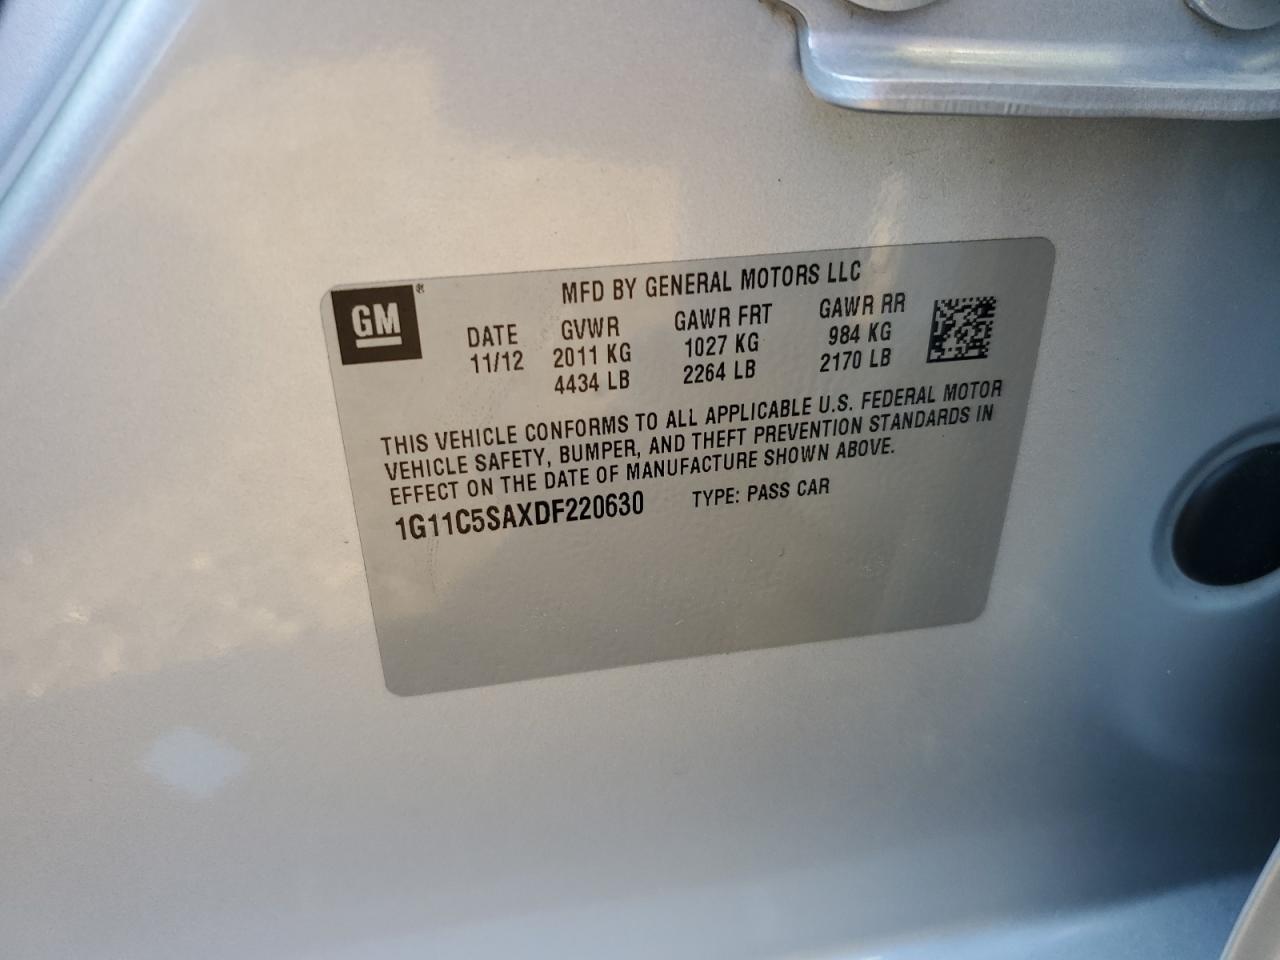 GM®
MFD BY GENERAL MOTORS LLC
DATE GVWR GAWR FRT GAWR RR
11/12 2011 KG 1027 KG 984 KG
4434 LB 2264 LB 2170 LB
THIS VEHICLE CONFORMS TO ALL APPLICABLE U.S. FEDERAL MOTOR
VEHICLE SAFETY, BUMPER, AND THEFT PREVENTION STANDARDS IN
EFFECT ON THE DATE OF MANUFACTURE SHOWN ABOVE.
1G11C5SAXDF220630 TYPE: PASS CAR